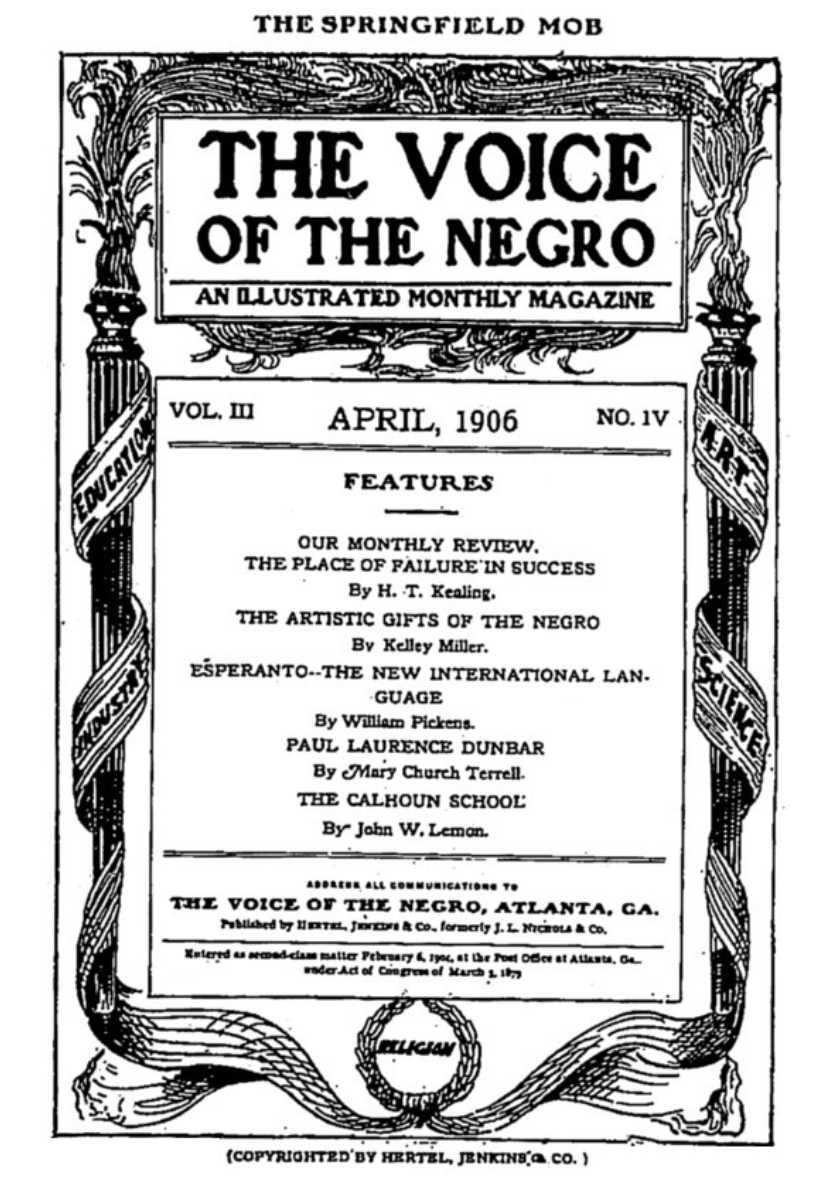 THE SPRINGFIELD MOB
THE VOICE
OF THE NEGRO
AN ILLUSTRATED MONTHLY MAGAZINE
VOL. III APRIL, 1906 NO. IV
FEATURES
OUR MONTHLY REVIEW.
THE PLACE OF FAILURE IN SUCCESS
By H. T. Kealing.
THE ARTISTIC GIFTS OF THE NEGRO
By Kelley Miller.
ESPERANTO--THE NEW INTERNATIONAL LAN-
GUAGE
By William Pickens.
PAUL LAURENCE DUNBAR
By Mary Church Terrell.
THE CALHOUN SCHOOL
By John W. Lemon.
ADDRESS ALL COMMUNICATIONS TO
THE VOICE OF THE NEGRO, ATLANTA, GA.
Published by HERTEL, JENKINS & CO., formerly J. L. NICHOLS & CO.
Entered as second-class matter February 6, at the Post Office at Atlanta, Ga.,
under Act of Congress of March 3, 1879
EDUCATION
INDUSTRY
ART
SCIENCE
RELIGION
(COPYRIGHTED BY HERTEL, JENKINS & CO. )